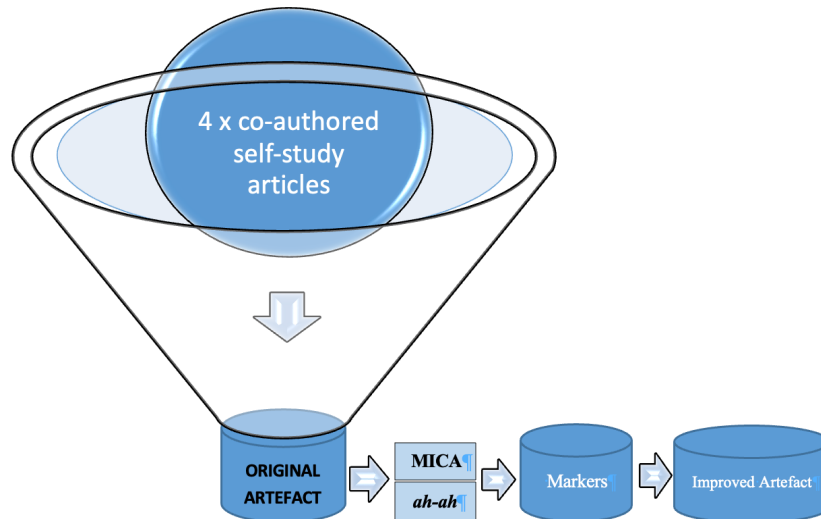 4 x co-authored
self-study
articles
ORIGINAL
ARTEFACT
MICA¶
ah-ah¶
Markers¶
Improved Artefact¶